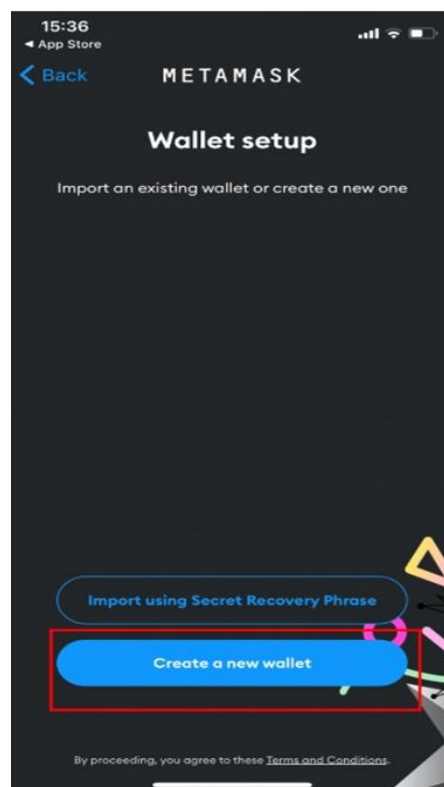 15:36
◄ App Store
Back METAMASK
Wallet setup
Import an existing wallet or create a new one
Import using Secret Recovery Phrase
Create a new wallet
By proceeding, you agree to these Terms and Conditions.